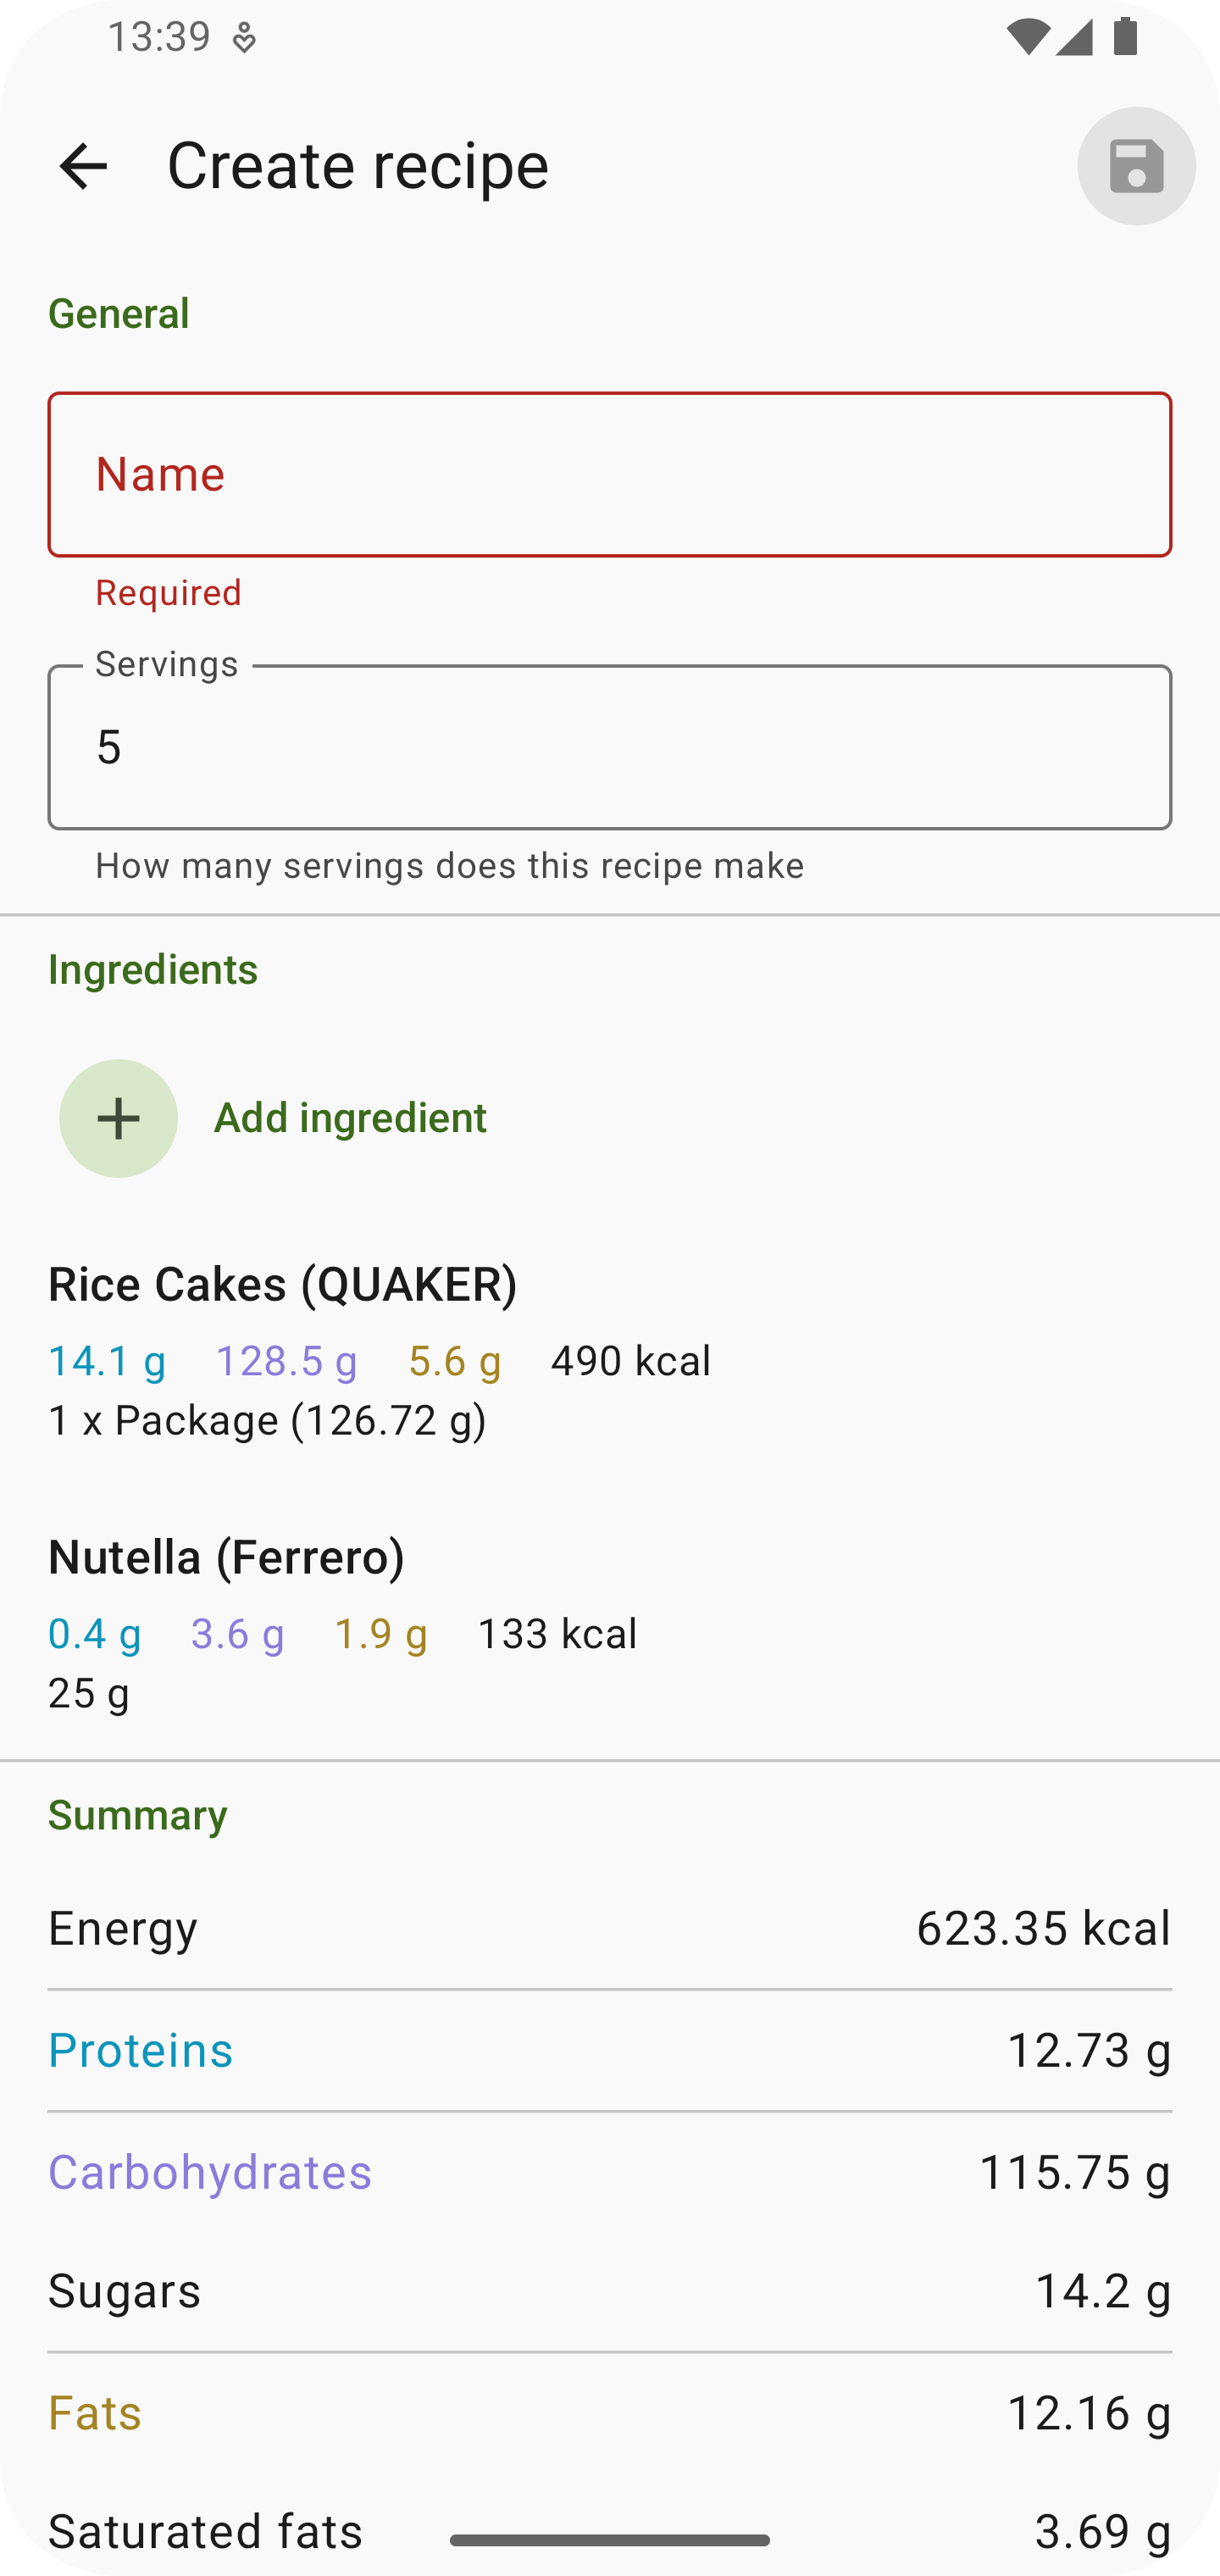 13:39
Create recipe
General
Name
Required
Servings
5
How many servings does this recipe make
Ingredients
Add ingredient
Rice Cakes (QUAKER)
14.1 g 128.5 g 5.6 g 490 kcal
1 x Package (126.72 g)
Nutella (Ferrero)
0.4 g 3.6 g 1.9 g 133 kcal
25 g
Summary
Energy 623.35 kcal
Proteins 12.73 g
Carbohydrates 115.75 g
Sugars 14.2 g
Fats 12.16 g
Saturated fats 3.69 g